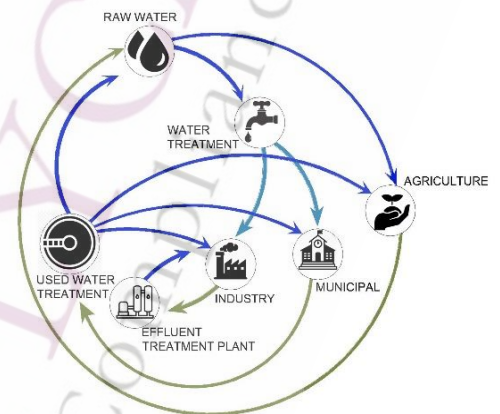 RAW WATER
WATER
TREATMENT
AGRICULTURE
USED WATER
TREATMENT
INDUSTRY
MUNICIPAL
EFFLUENT
TREATMENT PLANT